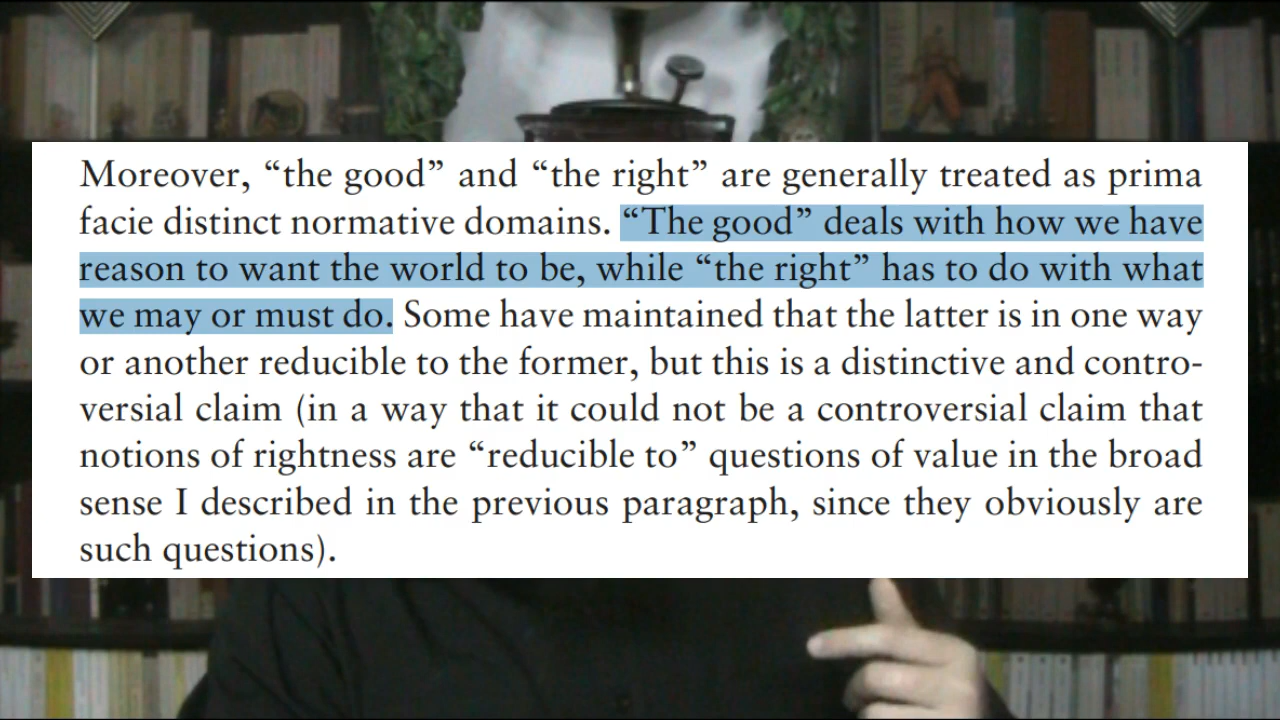 Moreover, “the good” and “the right” are generally treated as prima
facie distinct normative domains. “The good” deals with how we have
reason to want the world to be, while “the right” has to do with what
we may or must do. Some have maintained that the latter is in one way
or another reducible to the former, but this is a distinctive and contro-
versial claim (in a way that it could not be a controversial claim that
notions of rightness are “reducible to” questions of value in the broad
sense I described in the previous paragraph, since they obviously are
such questions).